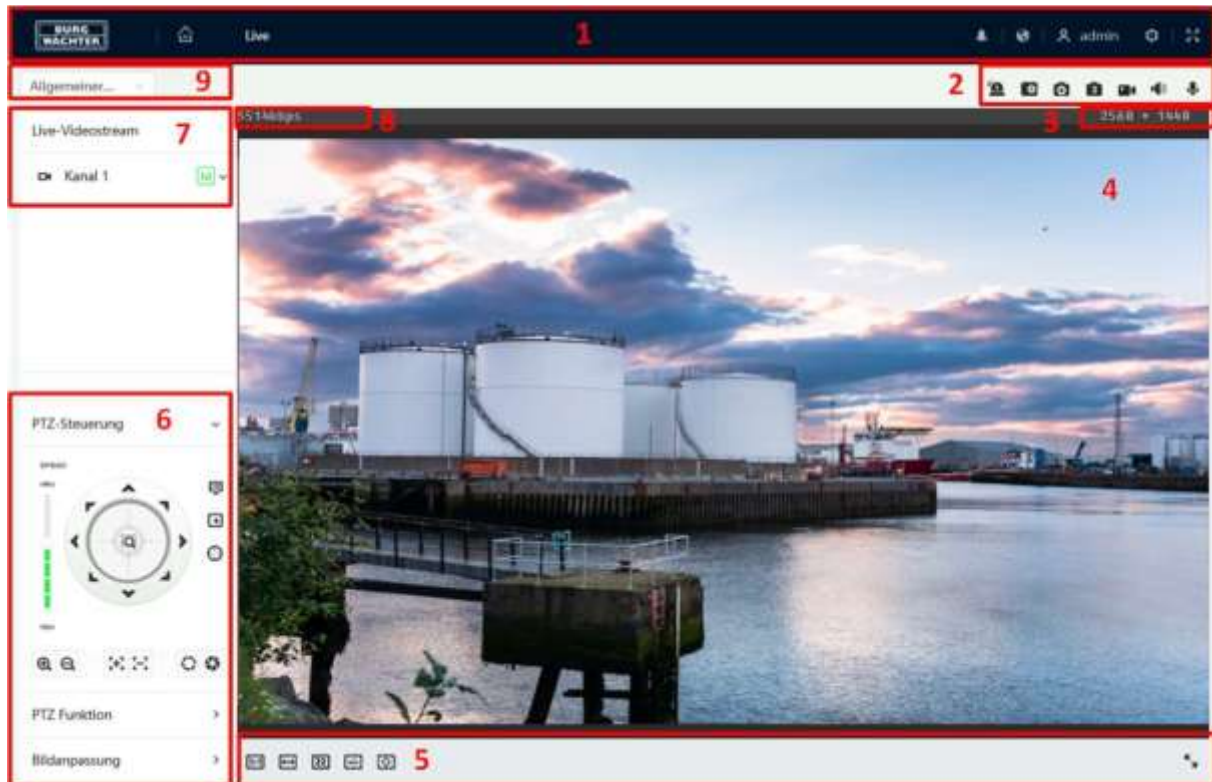 BURG
WÄCHTER
Live
1
admin
Allgemeiner...
9
2
Live-Videostream
7
5514kbps
8
3
2560 * 1440
Kanal 1
4
PTZ-Steuerung
6
SPEED
PTZ Funktion
Bildanpassung
5